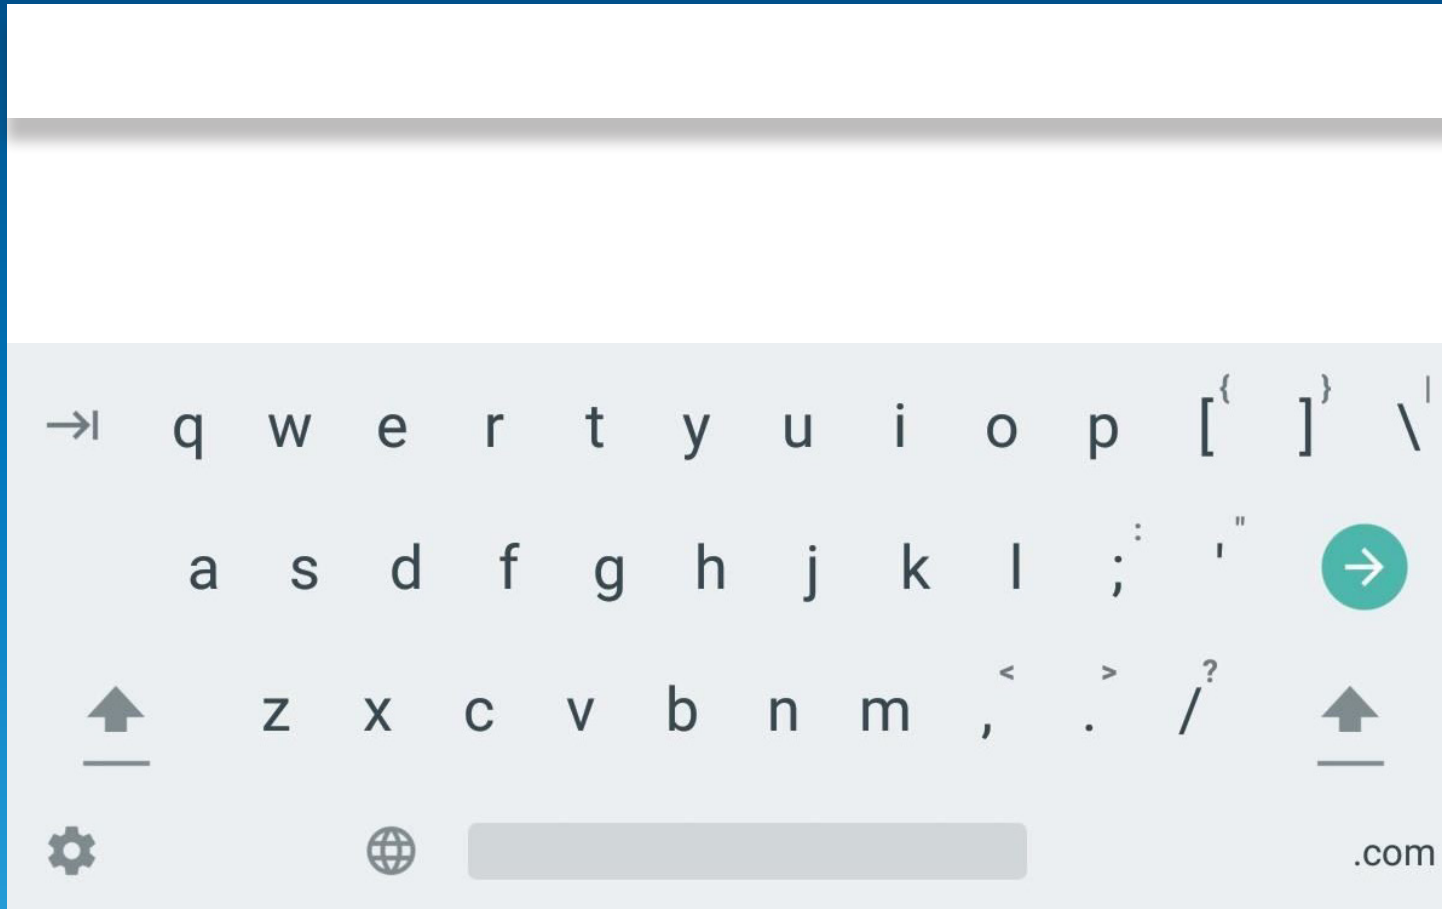 q w e r t y u i o p [ { ] } \ |
a s d f g h j k l ; : ' "
z x c v b n m , < . > / ?
.com